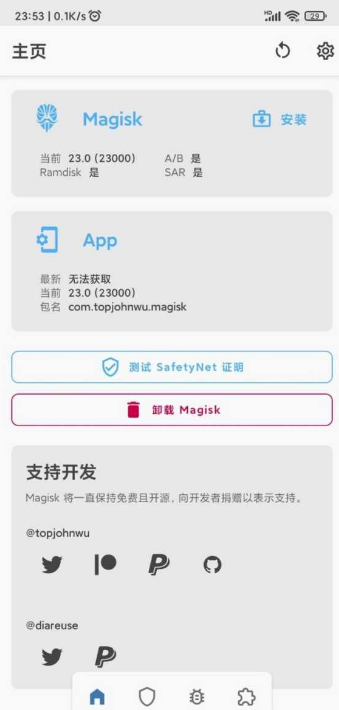 23:53 | 0.1K/s
29
主页
Magisk
安装
当前 23.0 (23000) A/B 是
Ramdisk 是 SAR 是
App
最新 无法获取
当前 23.0 (23000)
包名 com.topjohnwu.magisk
测试 SafetyNet 证明
卸载 Magisk
支持开发
Magisk 将一直保持免费且开源，向开发者捐赠以表示支持。
@topjohnwu
@diareuse